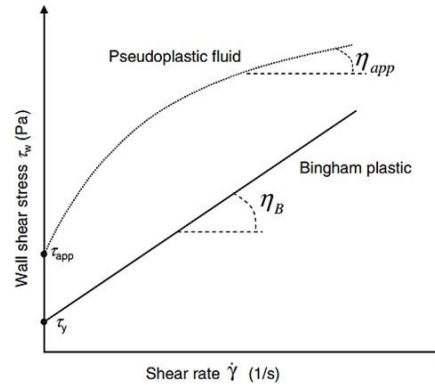 Pseudoplastic fluid
η_app
Bingham plastic
η_B
Wall shear stress τ_w (Pa)
τ_app
τ_y
Shear rate γ̇ (1/s)